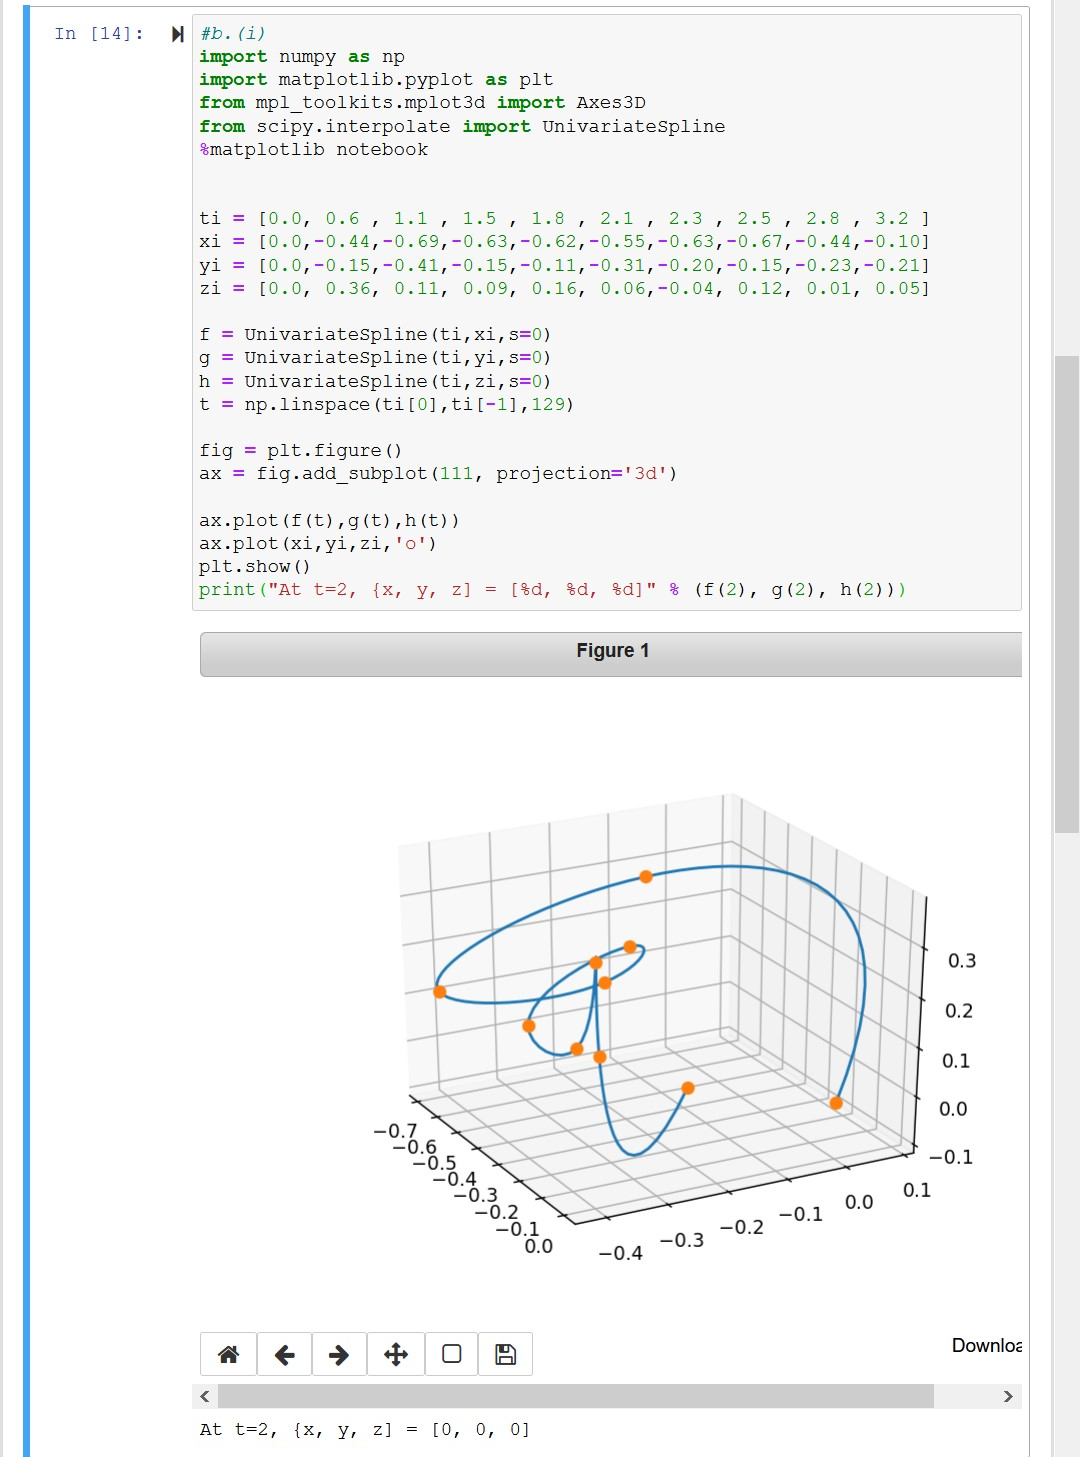 In [14]:
#b.(i)
import numpy as np
import matplotlib.pyplot as plt
from mpl_toolkits.mplot3d import Axes3D
from scipy.interpolate import UnivariateSpline
%matplotlib notebook
ti = [0.0, 0.6 , 1.1 , 1.5 , 1.8 , 2.1 , 2.3 , 2.5 , 2.8 , 3.2 ]
xi = [0.0,-0.44,-0.69,-0.63,-0.62,-0.55,-0.63,-0.67,-0.44,-0.10]
yi = [0.0,-0.15,-0.41,-0.15,-0.11,-0.31,-0.20,-0.15,-0.23,-0.21]
zi = [0.0, 0.36, 0.11, 0.09, 0.16, 0.06,-0.04, 0.12, 0.01, 0.05]
f = UnivariateSpline(ti,xi,s=0)
g = UnivariateSpline(ti,yi,s=0)
h = UnivariateSpline(ti,zi,s=0)
t = np.linspace(ti[0],ti[-1],129)
fig = plt.figure()
ax = fig.add_subplot(111, projection='3d')
ax.plot(f(t),g(t),h(t))
ax.plot(xi,yi,zi,'o')
plt.show()
print("At t=2, {x, y, z] = [%d, %d, %d]" % (f(2), g(2), h(2)))
Figure 1
0.3
0.2
0.1
0.0
−0.1
−0.7
−0.6
−0.5
−0.4
−0.3
−0.2
−0.1
0.0
−0.4
−0.3
−0.2
−0.1
0.0
0.1
Downloa
At t=2, {x, y, z] = [0, 0, 0]